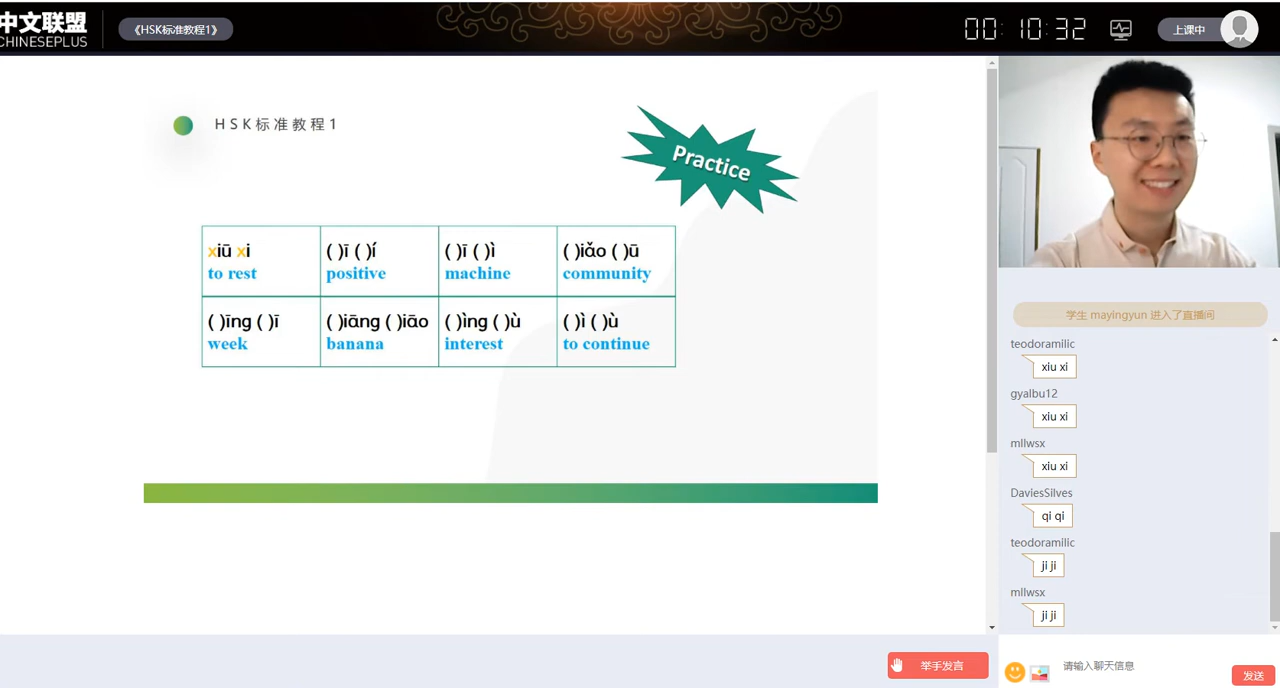 中文联盟
CHINESEPLUS
《HSK标准教程1》
00:10:32
上课中
HSK标准教程1
Practice
xiū xi
to rest
( )ī ( )í
positive
( )ī ( )ì
machine
( )iǎo ( )ū
community
( )īng ( )ī
week
( )iāng ( )iāo
banana
( )ìng ( )ù
interest
( )ì ( )ù
to continue
举手发言
学生 mayingyun 进入了直播间
teodoramilic
xiu xi
gyalbu12
xiu xi
mllwsx
xiu xi
DaviesSilves
qi qi
teodoramilic
ji ji
mllwsx
ji ji
请输入聊天信息
发送